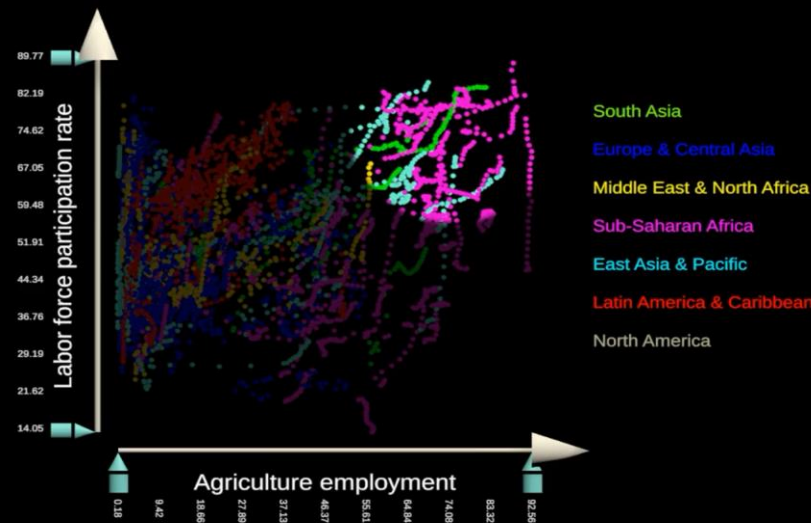 89.77
82.19
74.62
67.05
59.48
51.91
44.34
36.76
29.19
21.62
14.05
Labor force participation rate
Agriculture employment
0.18
9.42
18.66
27.89
37.13
46.37
55.61
64.84
74.08
83.32
92.56
South Asia
Europe & Central Asia
Middle East & North Africa
Sub-Saharan Africa
East Asia & Pacific
Latin America & Caribbean
North America